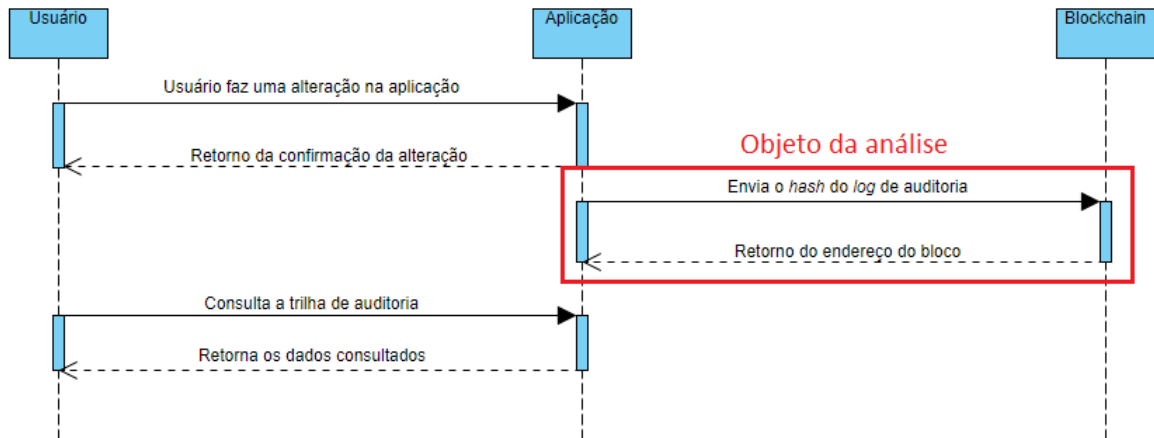 Usuário
Aplicação
Blockchain
Usuário faz uma alteração na aplicação
Retorno da confirmação da alteração
Objeto da análise
Envia o hash do log de auditoria
Retorno do endereço do bloco
Consulta a trilha de auditoria
Retorna os dados consultados